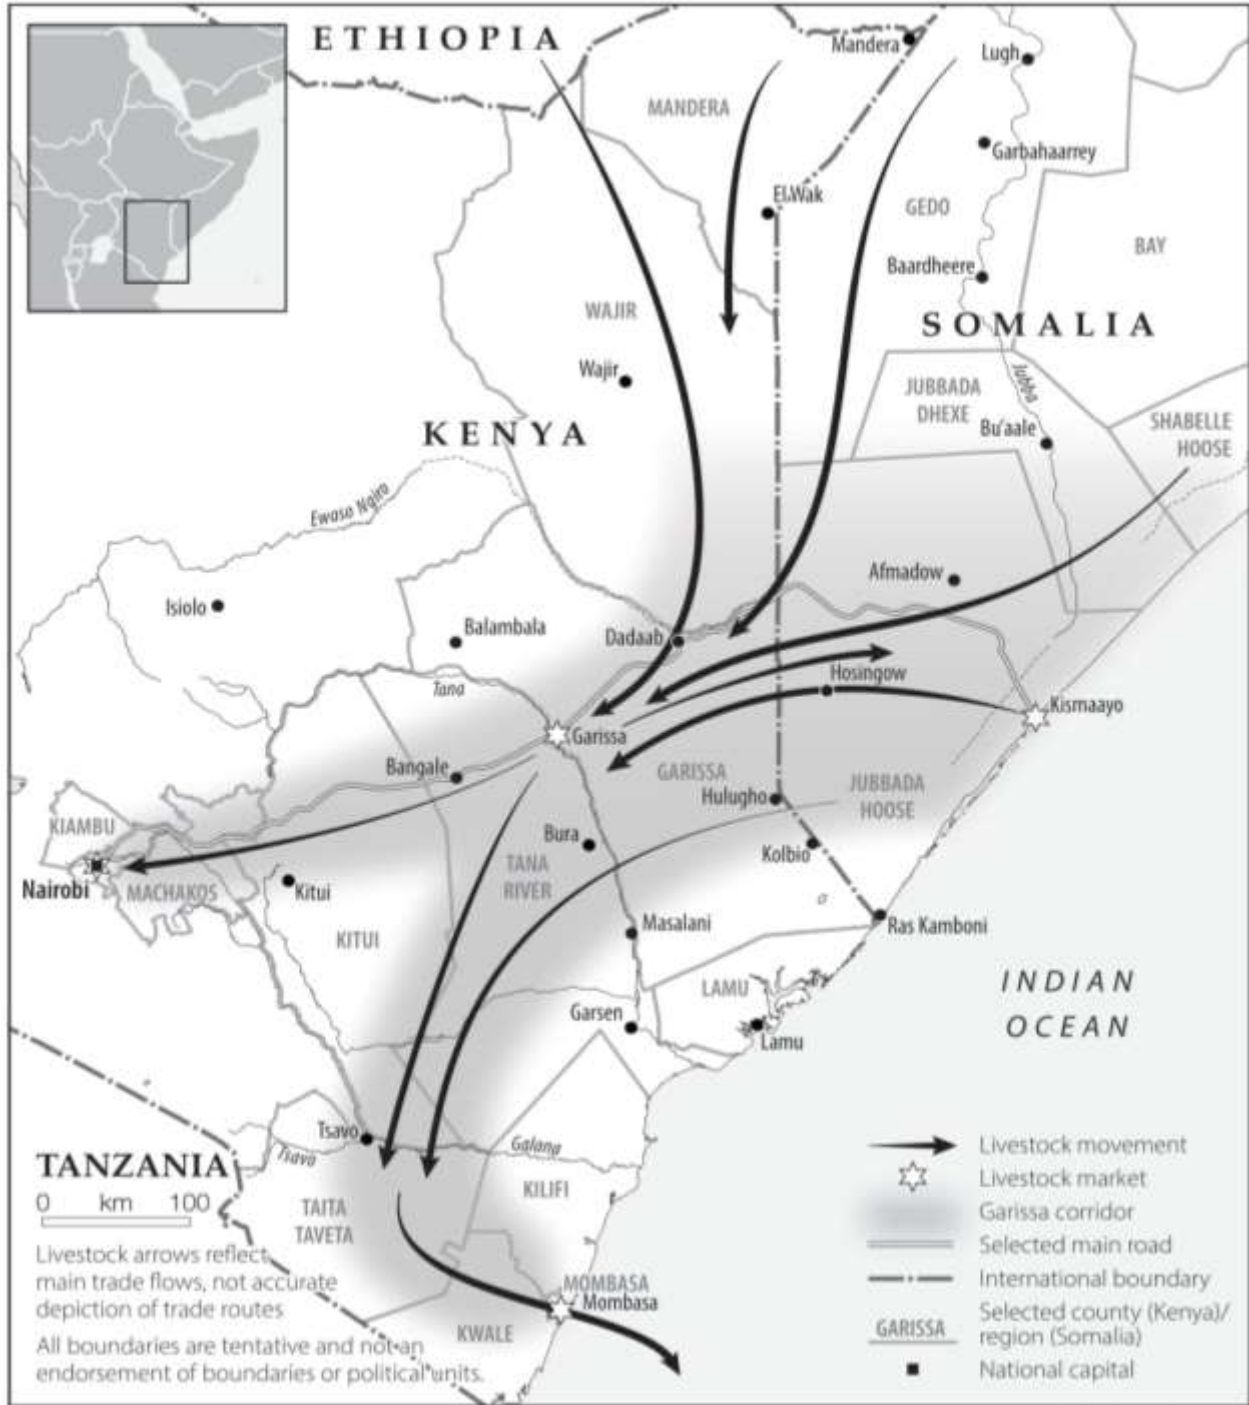 ETHIOPIA
Mandera
Lugh
MANDERA
Garbahaarrey
El Wak
GEDO
BAY
Baardheere
WAJIR
SOMALIA
Wajir
JUBBADA
DHEXE
Jubba
SHABELLE
HOOSE
KENYA
Bu'aale
Ewaso Ngiro
Afmadow
Isiolo
Balambala
Dadaab
Hosingow
Tana
Kismaayo
Garissa
Bangale
GARISSA
Hulugho
JUBBADA
HOOSE
KIAMBU
Bura
Kolbio
TANA
RIVER
Nairobi
MACHAKOS
Kitui
Masalani
Ras Kamboni
KITUI
LAMU
INDIAN
OCEAN
Garsen
Lamu
Tsavo
Tsavo
Galang
TANZANIA
0 km 100
KILIFI
TAITA
TAVETA
Livestock arrows reflect
main trade flows, not accurate
depiction of trade routes
MOMBASA
Mombasa
KWALE
All boundaries are tentative and not an
endorsement of boundaries or political units.
Livestock movement
Livestock market
Garissa corridor
Selected main road
International boundary
GARISSA
Selected county (Kenya)/
region (Somalia)
National capital